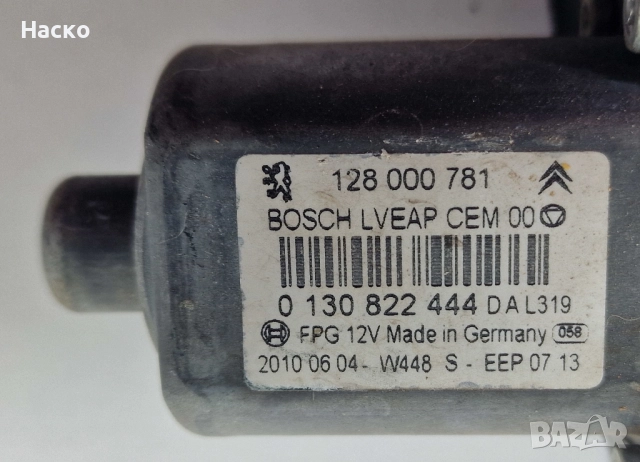 Наско
128 000 781
BOSCH LVEAP CEM 00
0 130 822 444 DAL319
FPG 12V Made in Germany 058
2010 06 04- W448 S - EEP 07 13
BAZAR